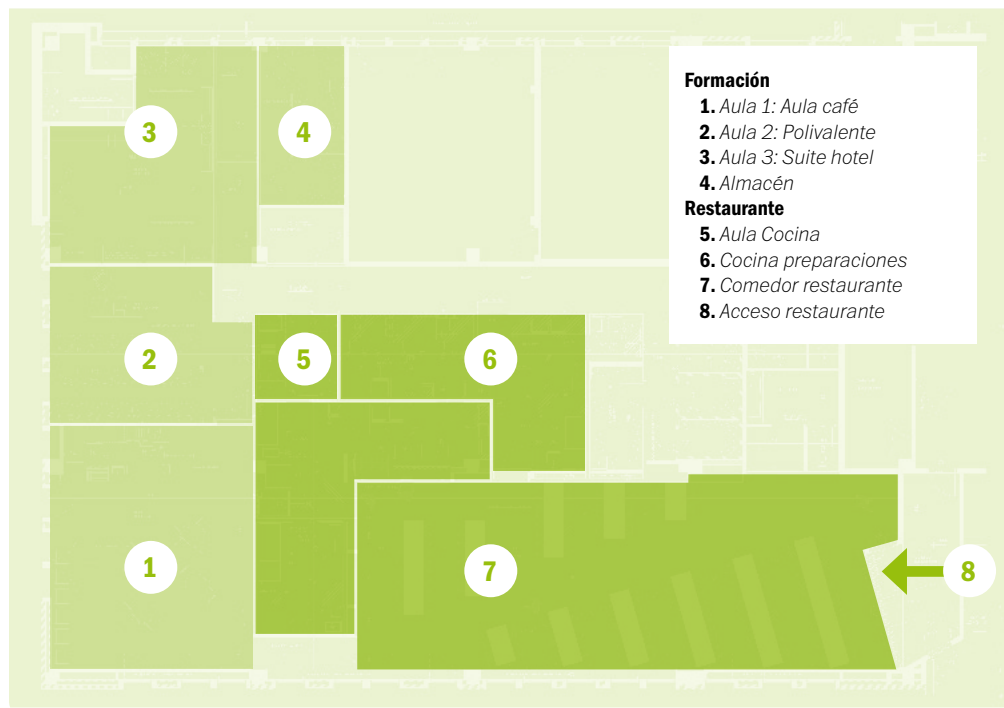 Formación
1. Aula 1: Aula café
2. Aula 2: Polivalente
3. Aula 3: Suite hotel
4. Almacén
Restaurante
5. Aula Cocina
6. Cocina preparaciones
7. Comedor restaurante
8. Acceso restaurante
3
4
2
5
6
1
7
8